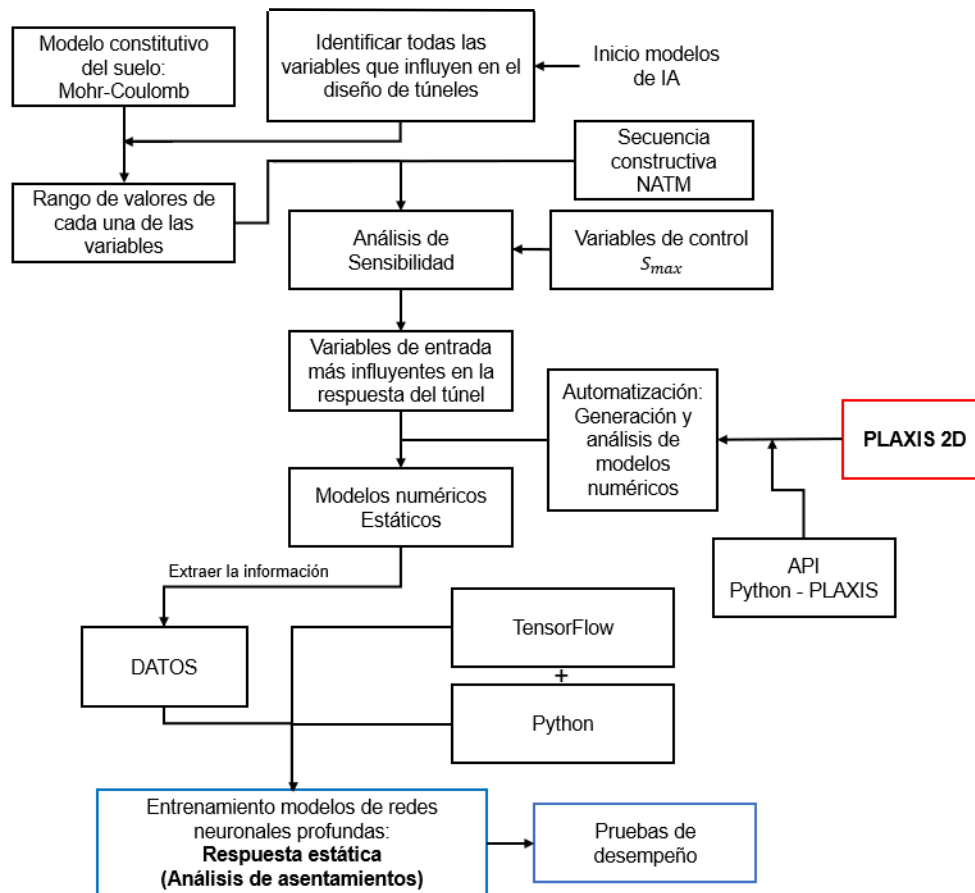 Modelo constitutivo
del suelo:
Mohr-Coulomb
Identificar todas las
variables que influyen en el
diseño de túneles
Inicio modelos
de IA
Secuencia
constructiva
NATM
Rango de valores de
cada una de las
variables
Análisis de
Sensibilidad
Variables de control
Smax
Variables de entrada
más influyentes en la
respuesta del túnel
Automatización:
Generación y
análisis de
modelos
numéricos
PLAXIS 2D
Modelos numéricos
Estáticos
API
Python - PLAXIS
Extraer la información
DATOS
TensorFlow
+
Python
Entrenamiento modelos de redes
neuronales profundas:
Respuesta estática
(Análisis de asentamientos)
Pruebas de
desempeño